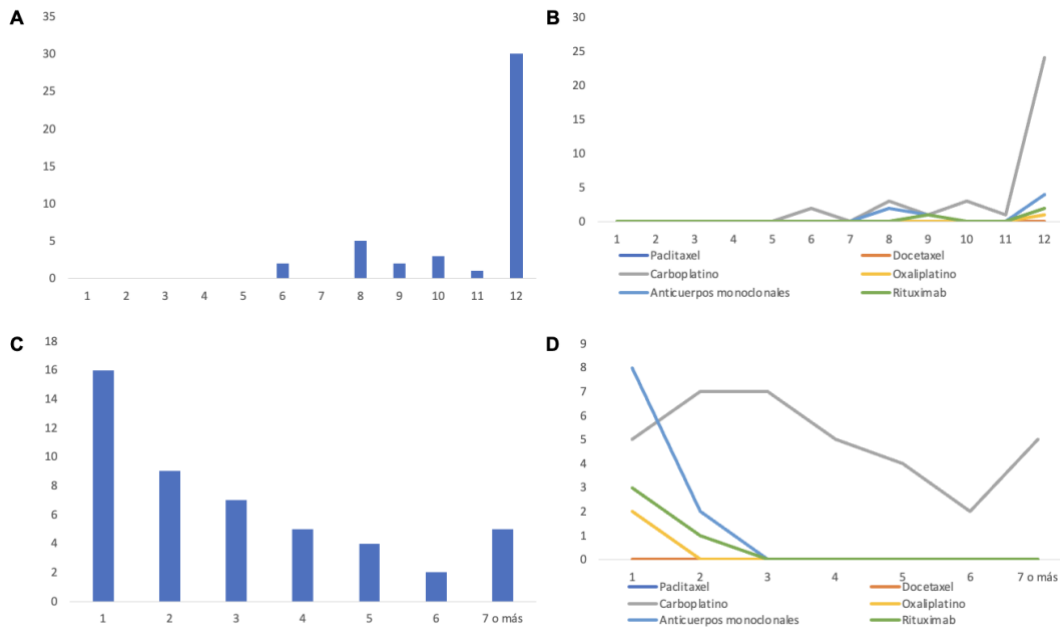 A
35
30
25
20
15
10
5
0
1 2 3 4 5 6 7 8 9 10 11 12
B
30
25
20
15
10
5
0
1 2 3 4 5 6 7 8 9 10 11 12
Paclitaxel Docetaxel
Carboplatino Oxaliplatino
Anticuerpos monoclonales Rituximab
C
18
16
14
12
10
8
6
4
2
0
1 2 3 4 5 6 7 o más
D
9
8
7
6
5
4
3
2
1
0
1 2 3 4 5 6 7 o más
Paclitaxel Docetaxel
Carboplatino Oxaliplatino
Anticuerpos monoclonales Rituximab